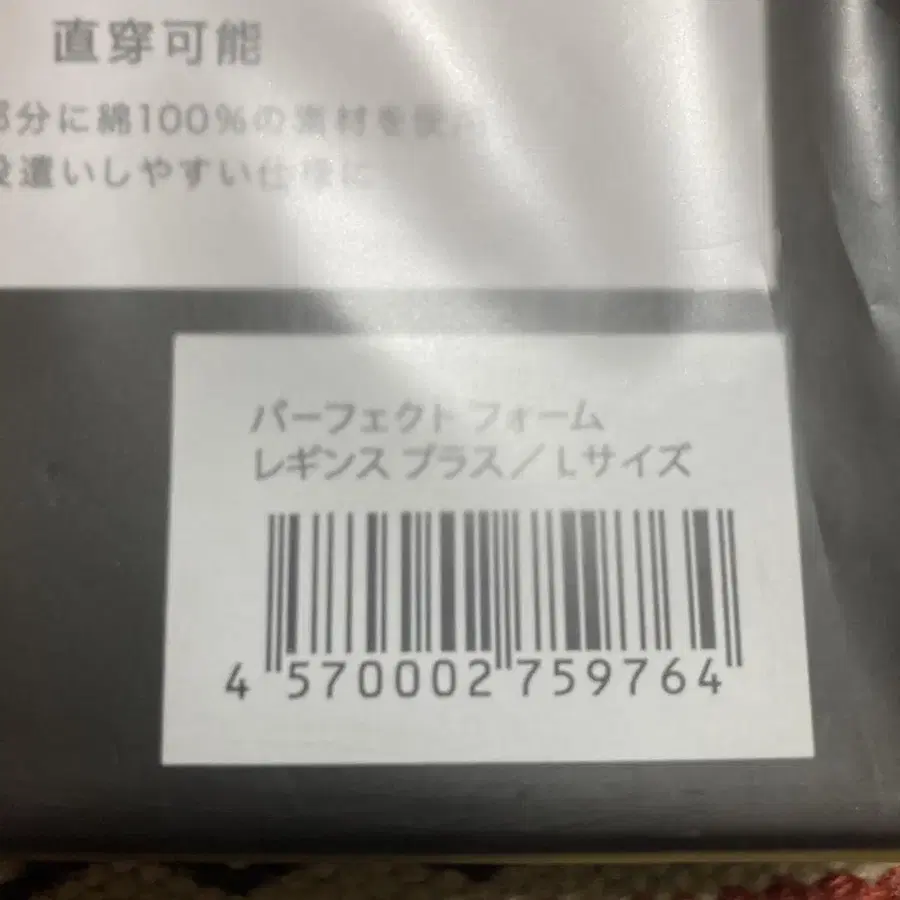 直穿可能
部分に綿100%の素材を使
段遣いしやすい仕様に
パーフェクト フォーム
レギンス プラス／Lサイズ
4 570002 759764